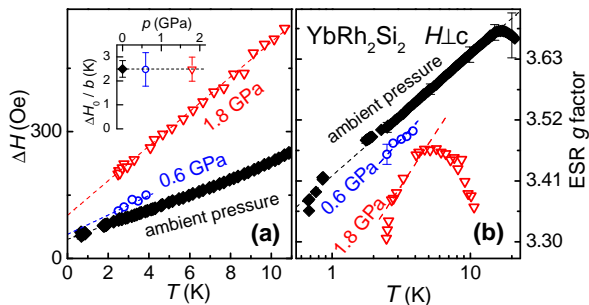 p (GPa)
0 1 2
ΔH₀ / b (K)
3
2
1
0
1.8 GPa
0.6 GPa
ambient pressure
(a)
ΔH (Oe)
300
0
0 2 4 6 8 10
T (K)
YbRh₂Si₂ H⊥c
ambient pressure
0.6 GPa
1.8 GPa
(b)
3.63
3.52
3.41
3.30
ESR g factor
1 10
T (K)